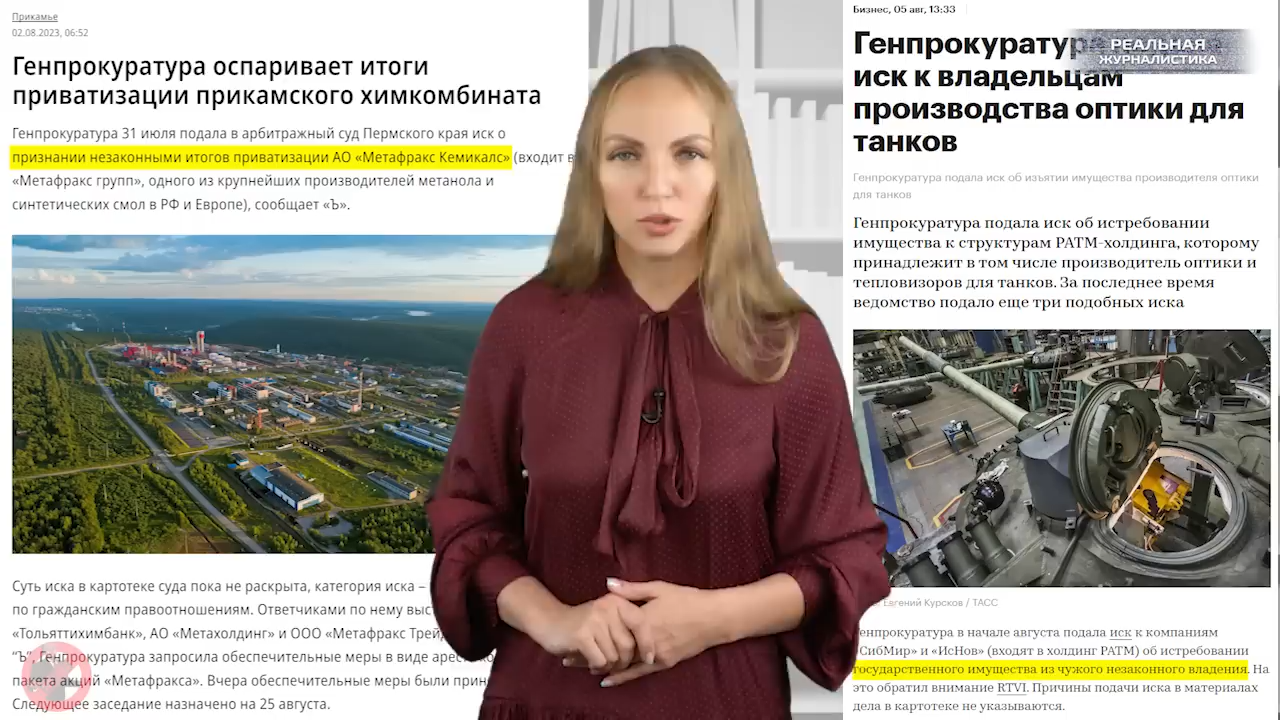 Прикамье
02.08.2023, 06:52
Генпрокуратура оспаривает итоги
приватизации прикамского химкомбината
Генпрокуратура 31 июля подала в арбитражный суд Пермского края иск о
признании незаконными итогов приватизации АО «Метафракс Кемикалс» (входит в
«Метафракс групп», одного из крупнейших производителей метанола и
синтетических смол в РФ и Европе), сообщает «Ъ».
Суть иска в картотеке суда пока не раскрыта, категория иска –
по гражданским правоотношениям. Ответчиками по нему
«Тольяттихимбанк», АО «Метахолдинг» и ООО «Метафракс
"Ъ", Генпрокуратура запросила обеспечительные меры в виде
пакета акций «Метафракса». Вчера обеспечительные меры были
Следующее заседание назначено на 25 августа.
Бизнес, 05 авг, 13:33
РЕАЛЬНАЯ
ЖУРНАЛИСТИКА
иск к владельцам
производства оптики для
танков
Генпрокуратура подала иск об изъятии имущества производителя оптики
для танков
Генпрокуратура подала иск об истребовании
имущества к структурам РАТМ-холдинга, которому
принадлежит в том числе производитель оптики и
тепловизоров для танков. За последнее время
ведомство подало еще три подобных иска
Евгений Курсков / ТАСС
Генпрокуратура в начале августа подала иск к компаниям
«СибМир» и «ИсНов» (входят в холдинг РАТМ) об истребовании
государственного имущества из чужого незаконного владения. На
это обратил внимание RTVI. Причины подачи иска в материалах
дела в картотеке не указываются.